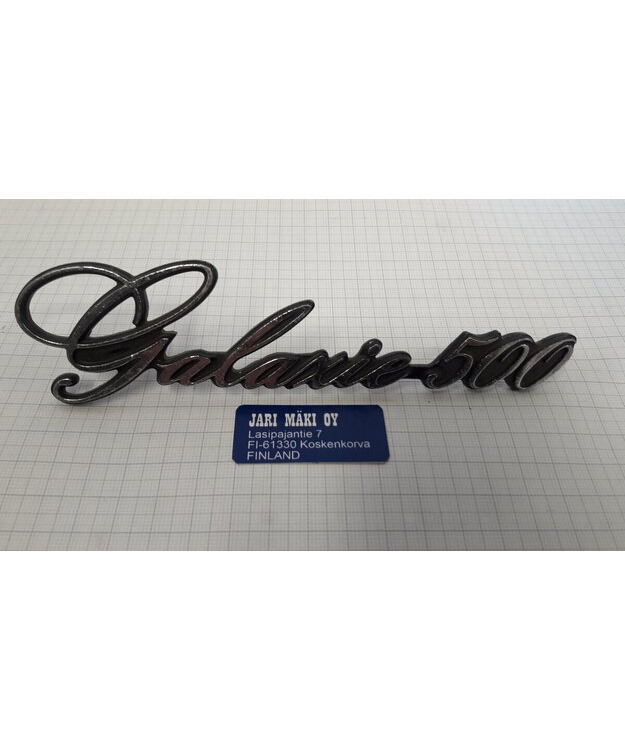 Galaxie 500
JARI MÄKI OY
Lasipajantie 7
FI-61330 Koskenkorva
FINLAND